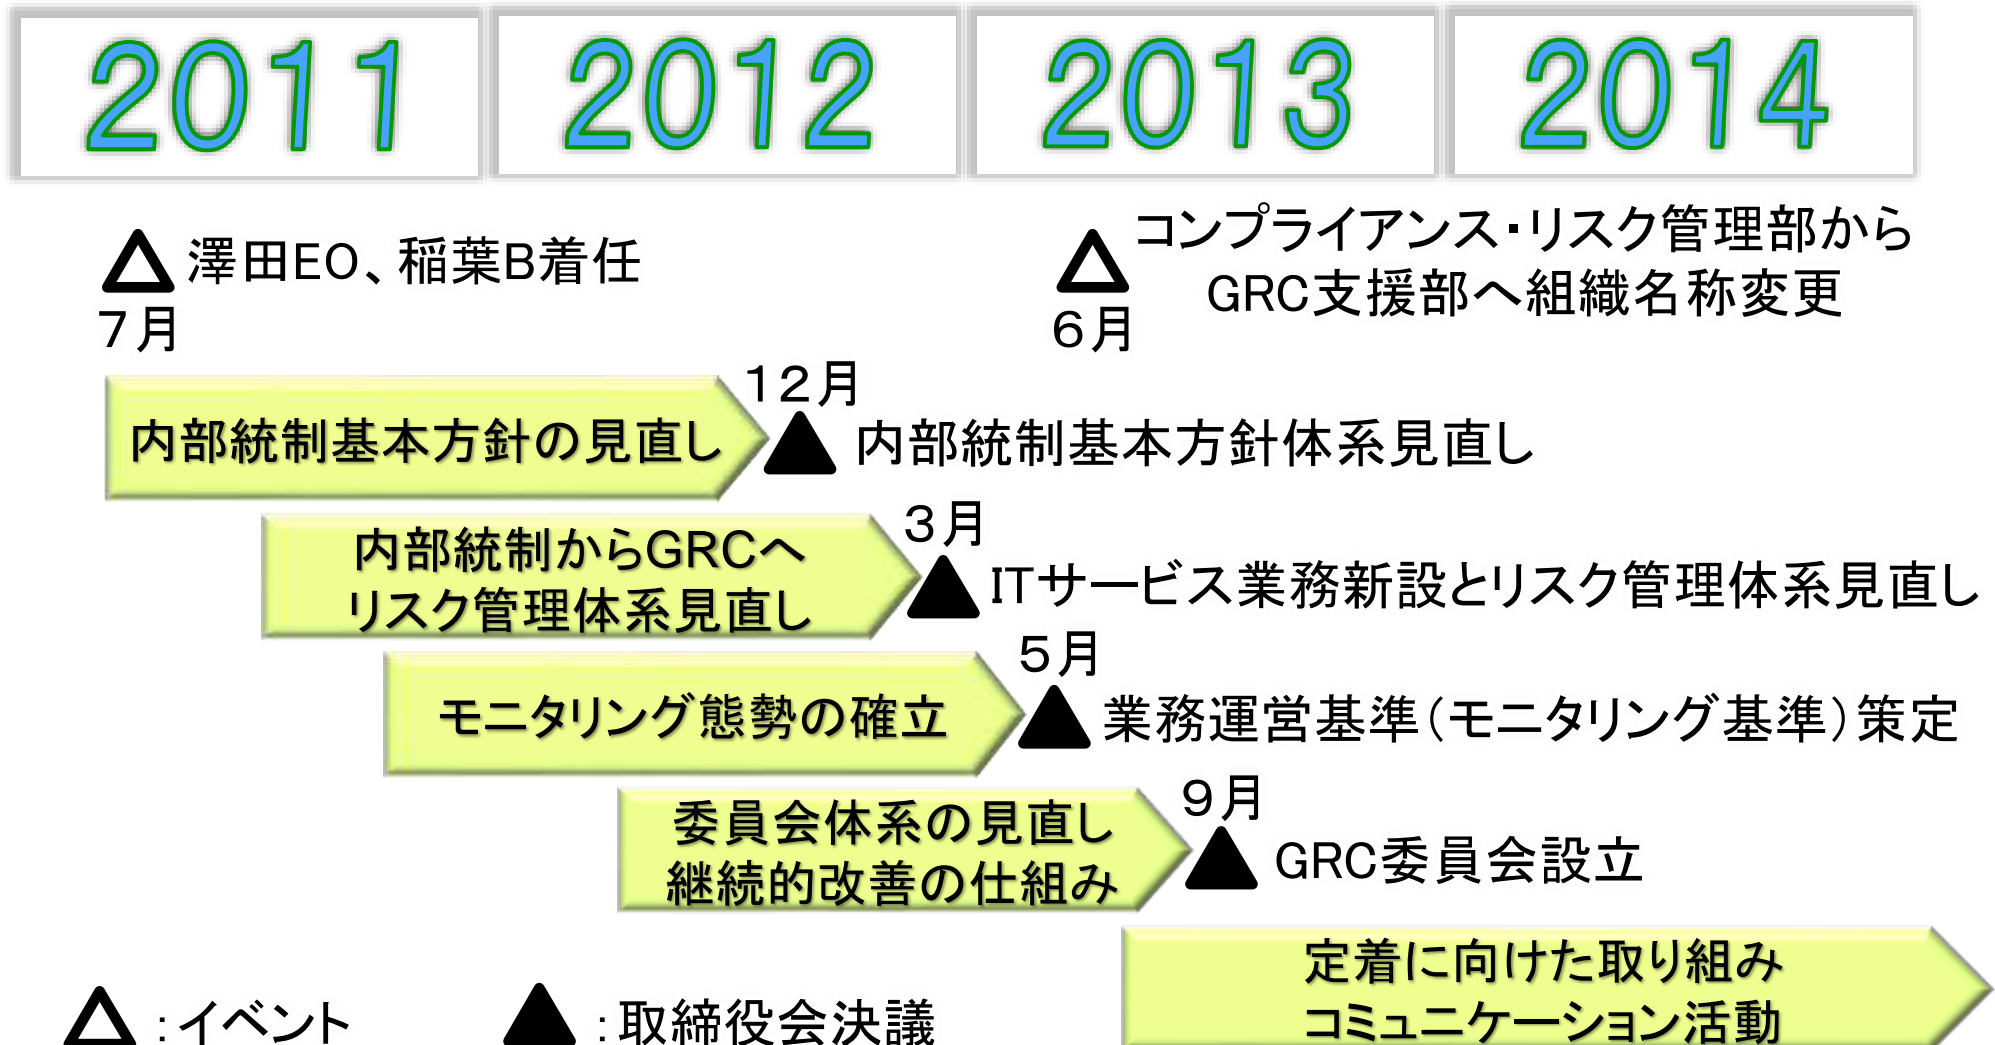 2011 2012 2013 2014
澤田EO、稲葉B着任
7月
コンプライアンス・リスク管理部から
GRC支援部へ組織名称変更
6月
内部統制基本方針の見直し
12月
内部統制基本方針体系見直し
内部統制からGRCへ
リスク管理体系見直し
3月
ITサービス業務新設とリスク管理体系見直し
モニタリング態勢の確立
5月
業務運営基準(モニタリング基準)策定
委員会体系の見直し
継続的改善の仕組み
9月
GRC委員会設立
定着に向けた取り組み
コミュニケーション活動
:イベント
:取締役会決議